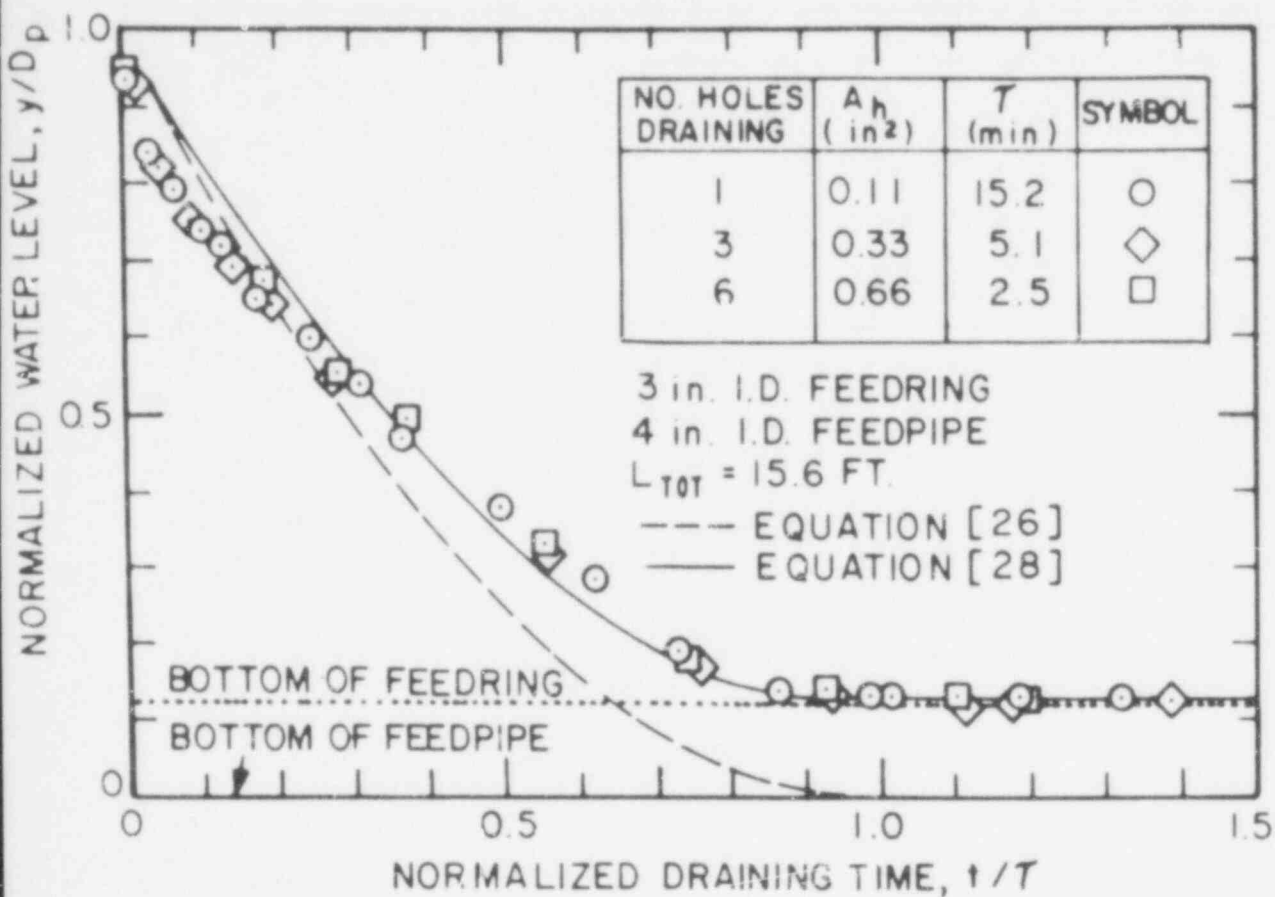 NORMALIZED WATER LEVEL, y/Dp
1.0
0.5
0
NO. HOLES DRAINING Ah (in²) T (min) SYMBOL
1 0.11 15.2
3 0.33 5.1
6 0.66 2.5
3 in. I.D. FEEDRING
4 in. I.D. FEEDPIPE
LTOT = 15.6 FT.
EQUATION [26]
EQUATION [28]
BOTTOM OF FEEDRING
BOTTOM OF FEEDPIPE
0 0.5 1.0 1.5
NORMALIZED DRAINING TIME, t/T